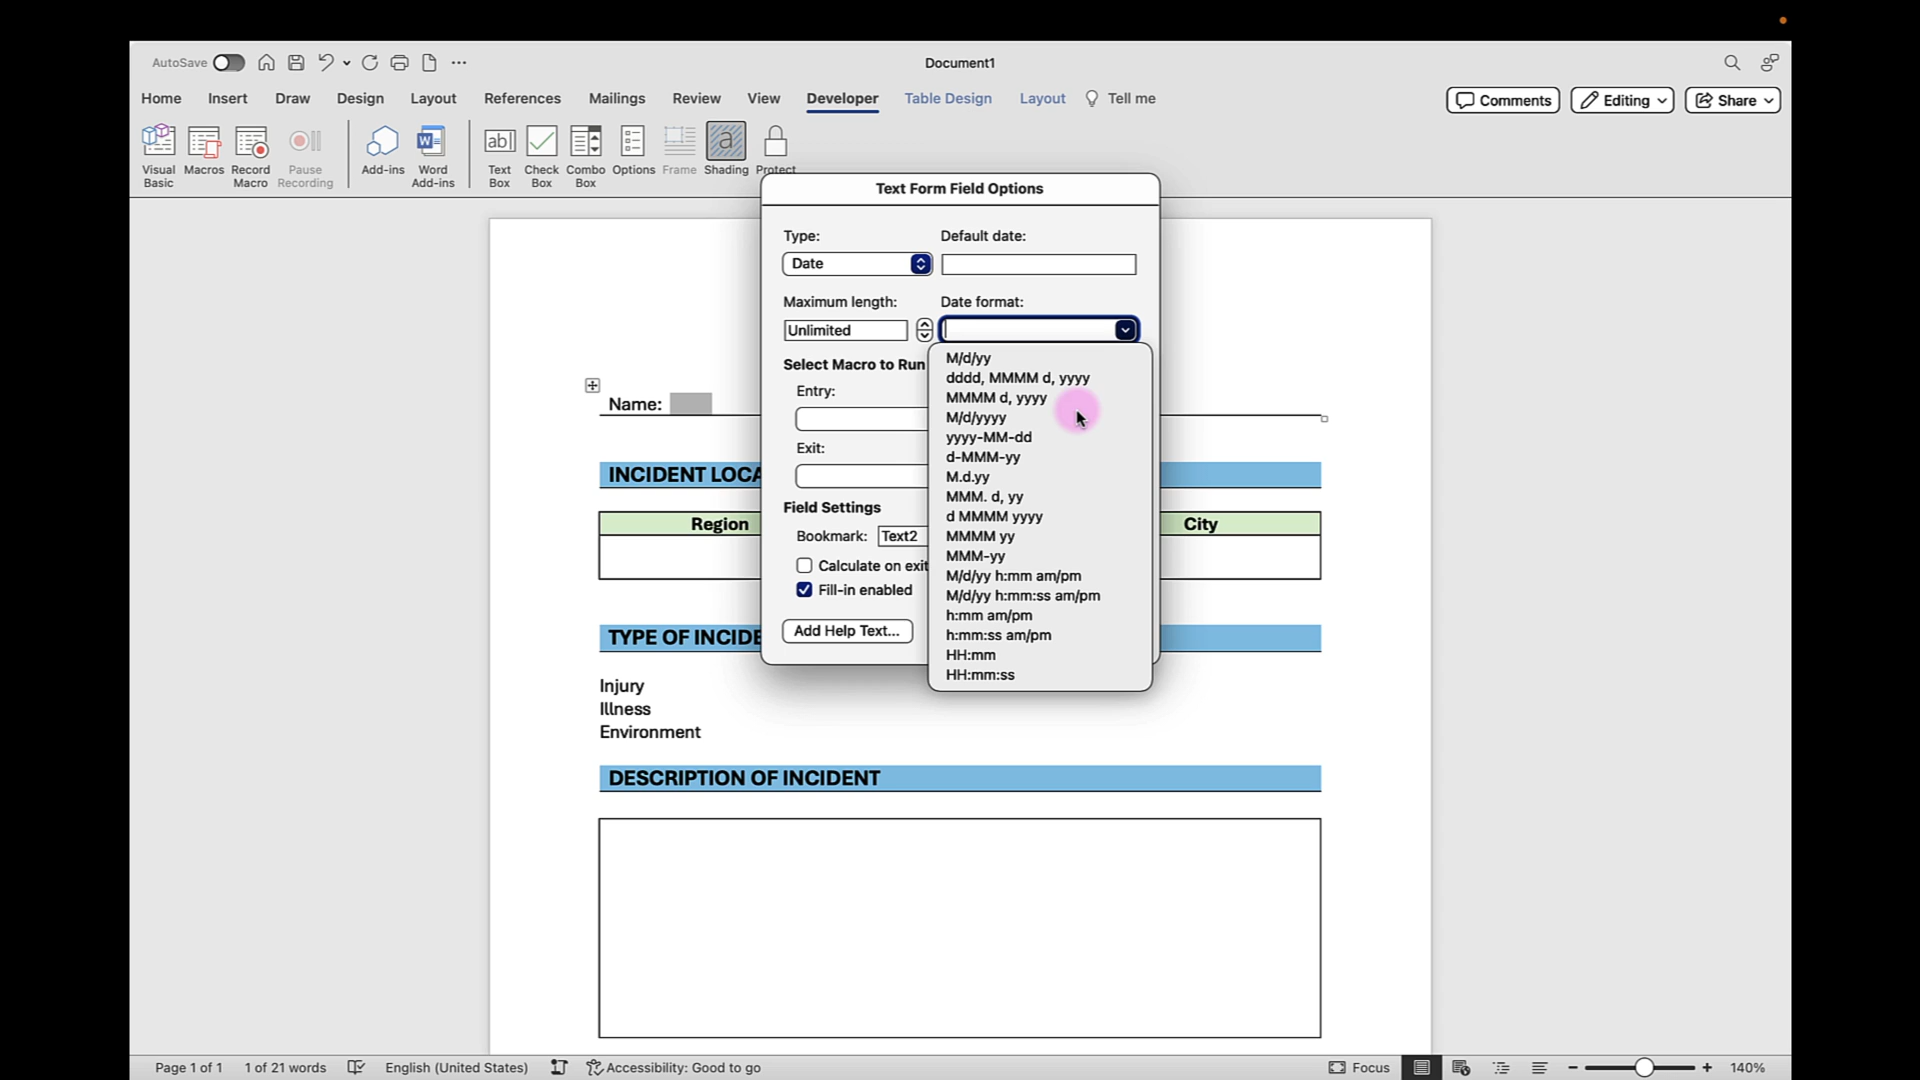 AutoSave
Document1
Home Insert Draw Design Layout References Mailings Review View Developer Table Design Layout Tell me
Comments Editing Share
Visual Basic Macros Record Macro Pause Recording Add-ins Word Add-ins Text Box Check Box Combo Box Options Frame Shading Protect
Text Form Field Options
Type: Default date:
Date
Maximum length: Date format:
Unlimited
Select Macro to Run
Entry:
Exit:
Field Settings
Bookmark: Text2
Calculate on exit
Fill-in enabled
Add Help Text...
M/d/yy
dddd, MMMM d, yyyy
MMMM d, yyyy
M/d/yyyy
yyyy-MM-dd
d-MMM-yy
M.d.yy
MMM. d, yy
d MMMM yyyy
MMMM yy
MMM-yy
M/d/yy h:mm am/pm
M/d/yy h:mm:ss am/pm
h:mm am/pm
h:mm:ss am/pm
HH:mm
HH:mm:ss
Name:
INCIDENT LOCA
Region City
TYPE OF INCIDE
Injury
Illness
Environment
DESCRIPTION OF INCIDENT
Page 1 of 1 1 of 21 words English (United States) Accessibility: Good to go Focus 140%